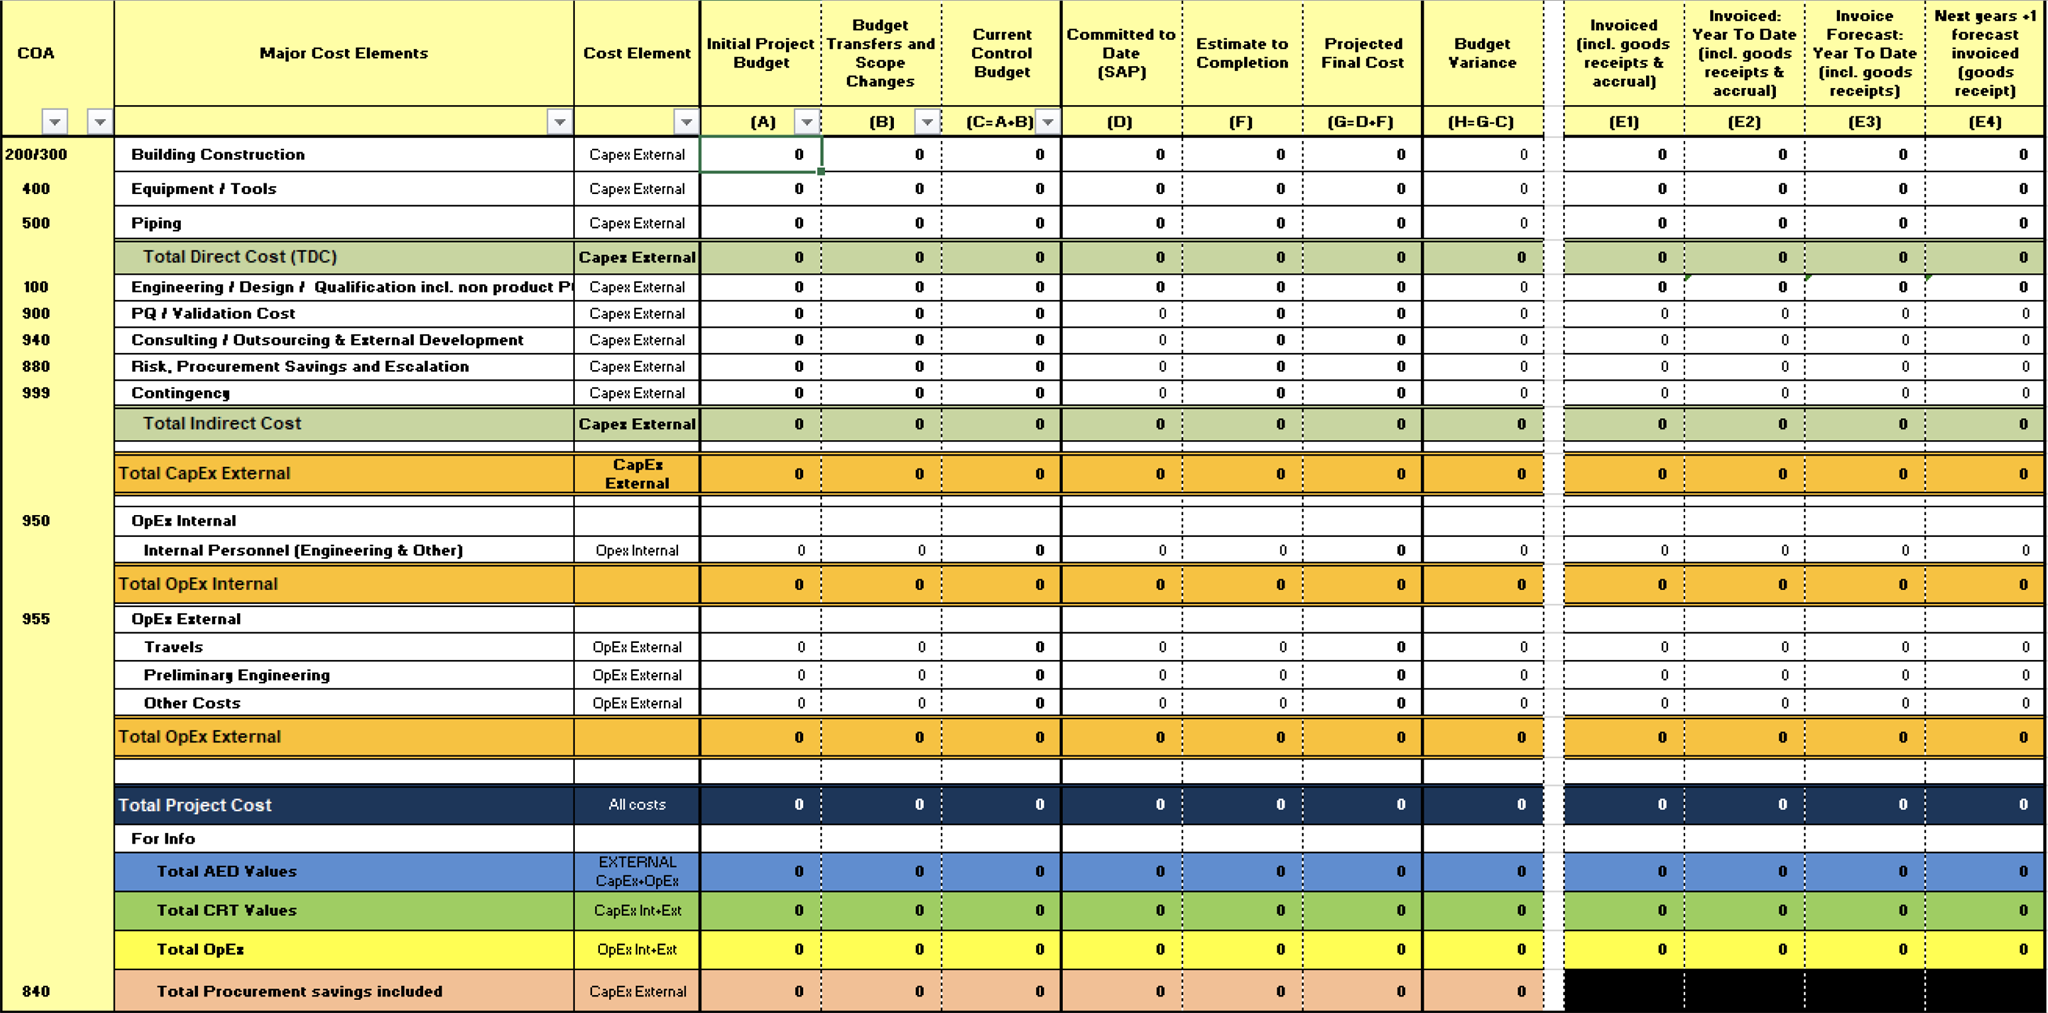 COA Major Cost Elements Cost Element Initial Project Budget Budget Transfers and Scope Changes Current Control Budget Committed to Date (SAP) Estimate to Completion Projected Final Cost Budget Variance Invoiced (incl. goods receipts & accrual) Invoiced: Year To Date (incl. goods receipts & accrual) Invoice Forecast: Year To Date (incl. goods receipts) Next years +1 forecast invoiced (goods receipt)
(A) (B) (C=A+B) (D) (F) (G=D+F) (H=G-C) (E1) (E2) (E3) (E4)
200/300 Building Construction Capex External 0 0 0 0 0 0 0 0 0 0 0
400 Equipment / Tools Capex External 0 0 0 0 0 0 0 0 0 0 0
500 Piping Capex External 0 0 0 0 0 0 0 0 0 0 0
Total Direct Cost (TDC) Capex External 0 0 0 0 0 0 0 0 0 0 0
100 Engineering / Design / Qualification incl. non product Capex External 0 0 0 0 0 0 0 0 0 0 0
900 PQ / Validation Cost Capex External 0 0 0 0 0 0 0 0 0 0 0
940 Consulting / Outsourcing & External Development Capex External 0 0 0 0 0 0 0 0 0 0 0
880 Risk, Procurement Savings and Escalation Capex External 0 0 0 0 0 0 0 0 0 0 0
999 Contingency Capex External 0 0 0 0 0 0 0 0 0 0 0
Total Indirect Cost Capex External 0 0 0 0 0 0 0 0 0 0 0
Total CapEx External CapEx External 0 0 0 0 0 0 0 0 0 0 0
950 OpEx Internal
Internal Personnel (Engineering & Other) Opex Internal 0 0 0 0 0 0 0 0 0 0 0
Total OpEx Internal 0 0 0 0 0 0 0 0 0 0 0
955 OpEx External
Travels OpEx External 0 0 0 0 0 0 0 0 0 0 0
Preliminary Engineering OpEx External 0 0 0 0 0 0 0 0 0 0 0
Other Costs OpEx External 0 0 0 0 0 0 0 0 0 0 0
Total OpEx External 0 0 0 0 0 0 0 0 0 0 0
Total Project Cost All costs 0 0 0 0 0 0 0 0 0 0 0
For Info
Total AED Values EXTERNAL CapEx+OpEx 0 0 0 0 0 0 0 0 0 0 0
Total CRT Values CapEx Int+Ext 0 0 0 0 0 0 0 0 0 0 0
Total OpEx OpEx Int+Ext 0 0 0 0 0 0 0 0 0 0 0
840 Total Procurement savings included CapEx External 0 0 0 0 0 0 0